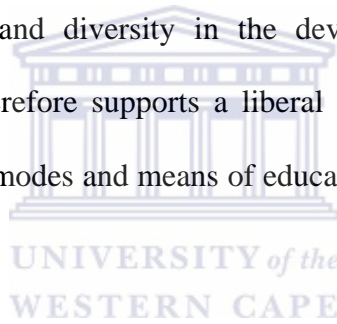 and diversity in the dev
refore supports a liberal
modes and means of educa
UNIVERSITY of the
WESTERN CAPE